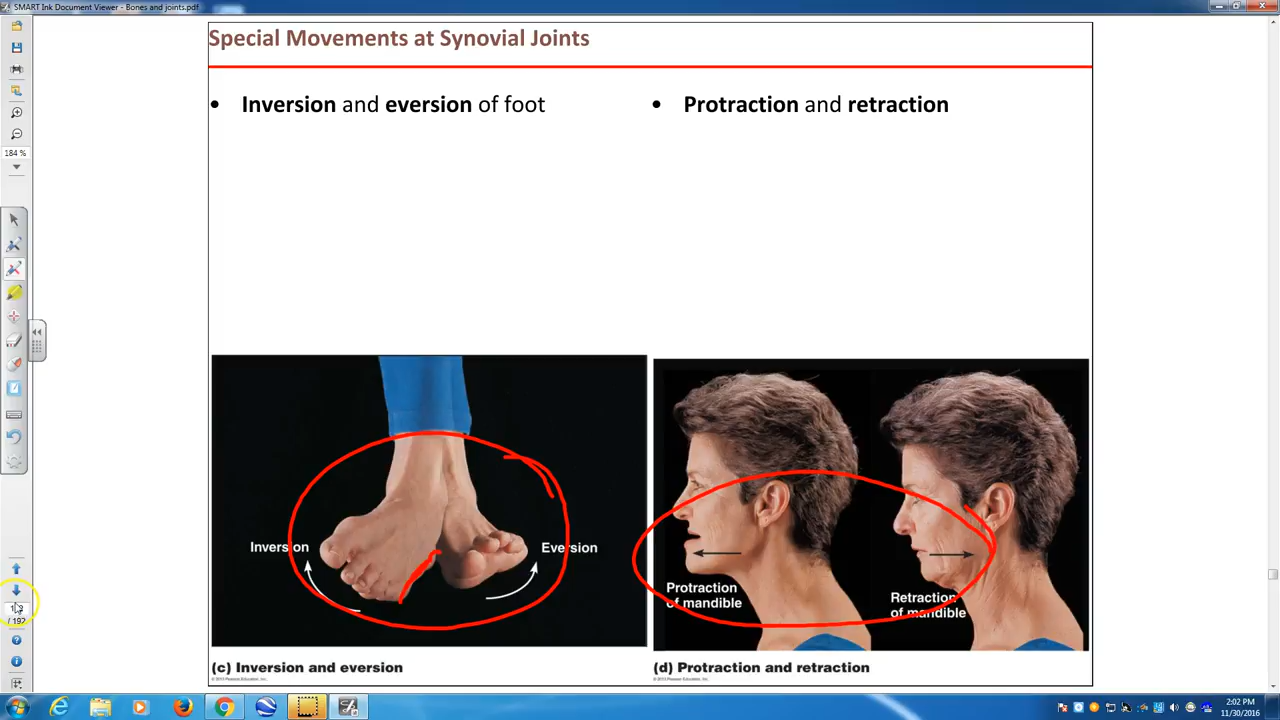 SMART Ink Document Viewer - Bones and joints.pdf
Special Movements at Synovial Joints
• Inversion and eversion of foot
• Protraction and retraction
184 %
Inversion
Eversion
Protraction
of mandible
Retraction
of mandible
/ 192
(c) Inversion and eversion
(d) Protraction and retraction
2:02 PM
11/30/2016